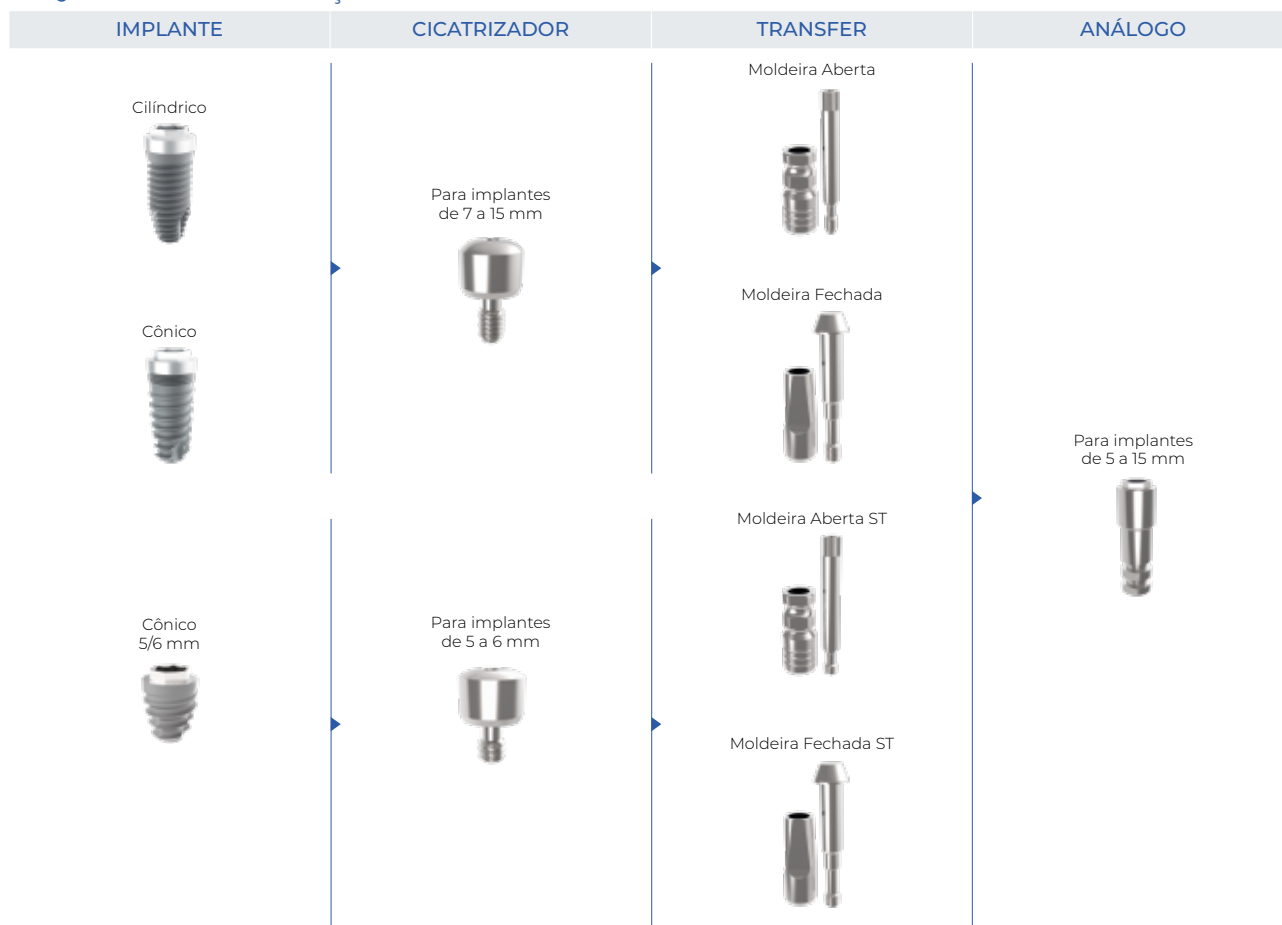 IMPLANTE
CICATRIZADOR
TRANSFER
ANÁLOGO
Cilíndrico
Cônico
Cônico
5/6 mm
Para implantes
de 7 a 15 mm
Para implantes
de 5 a 6 mm
Moldeira Aberta
Moldeira Fechada
Moldeira Aberta ST
Moldeira Fechada ST
Para implantes
de 5 a 15 mm